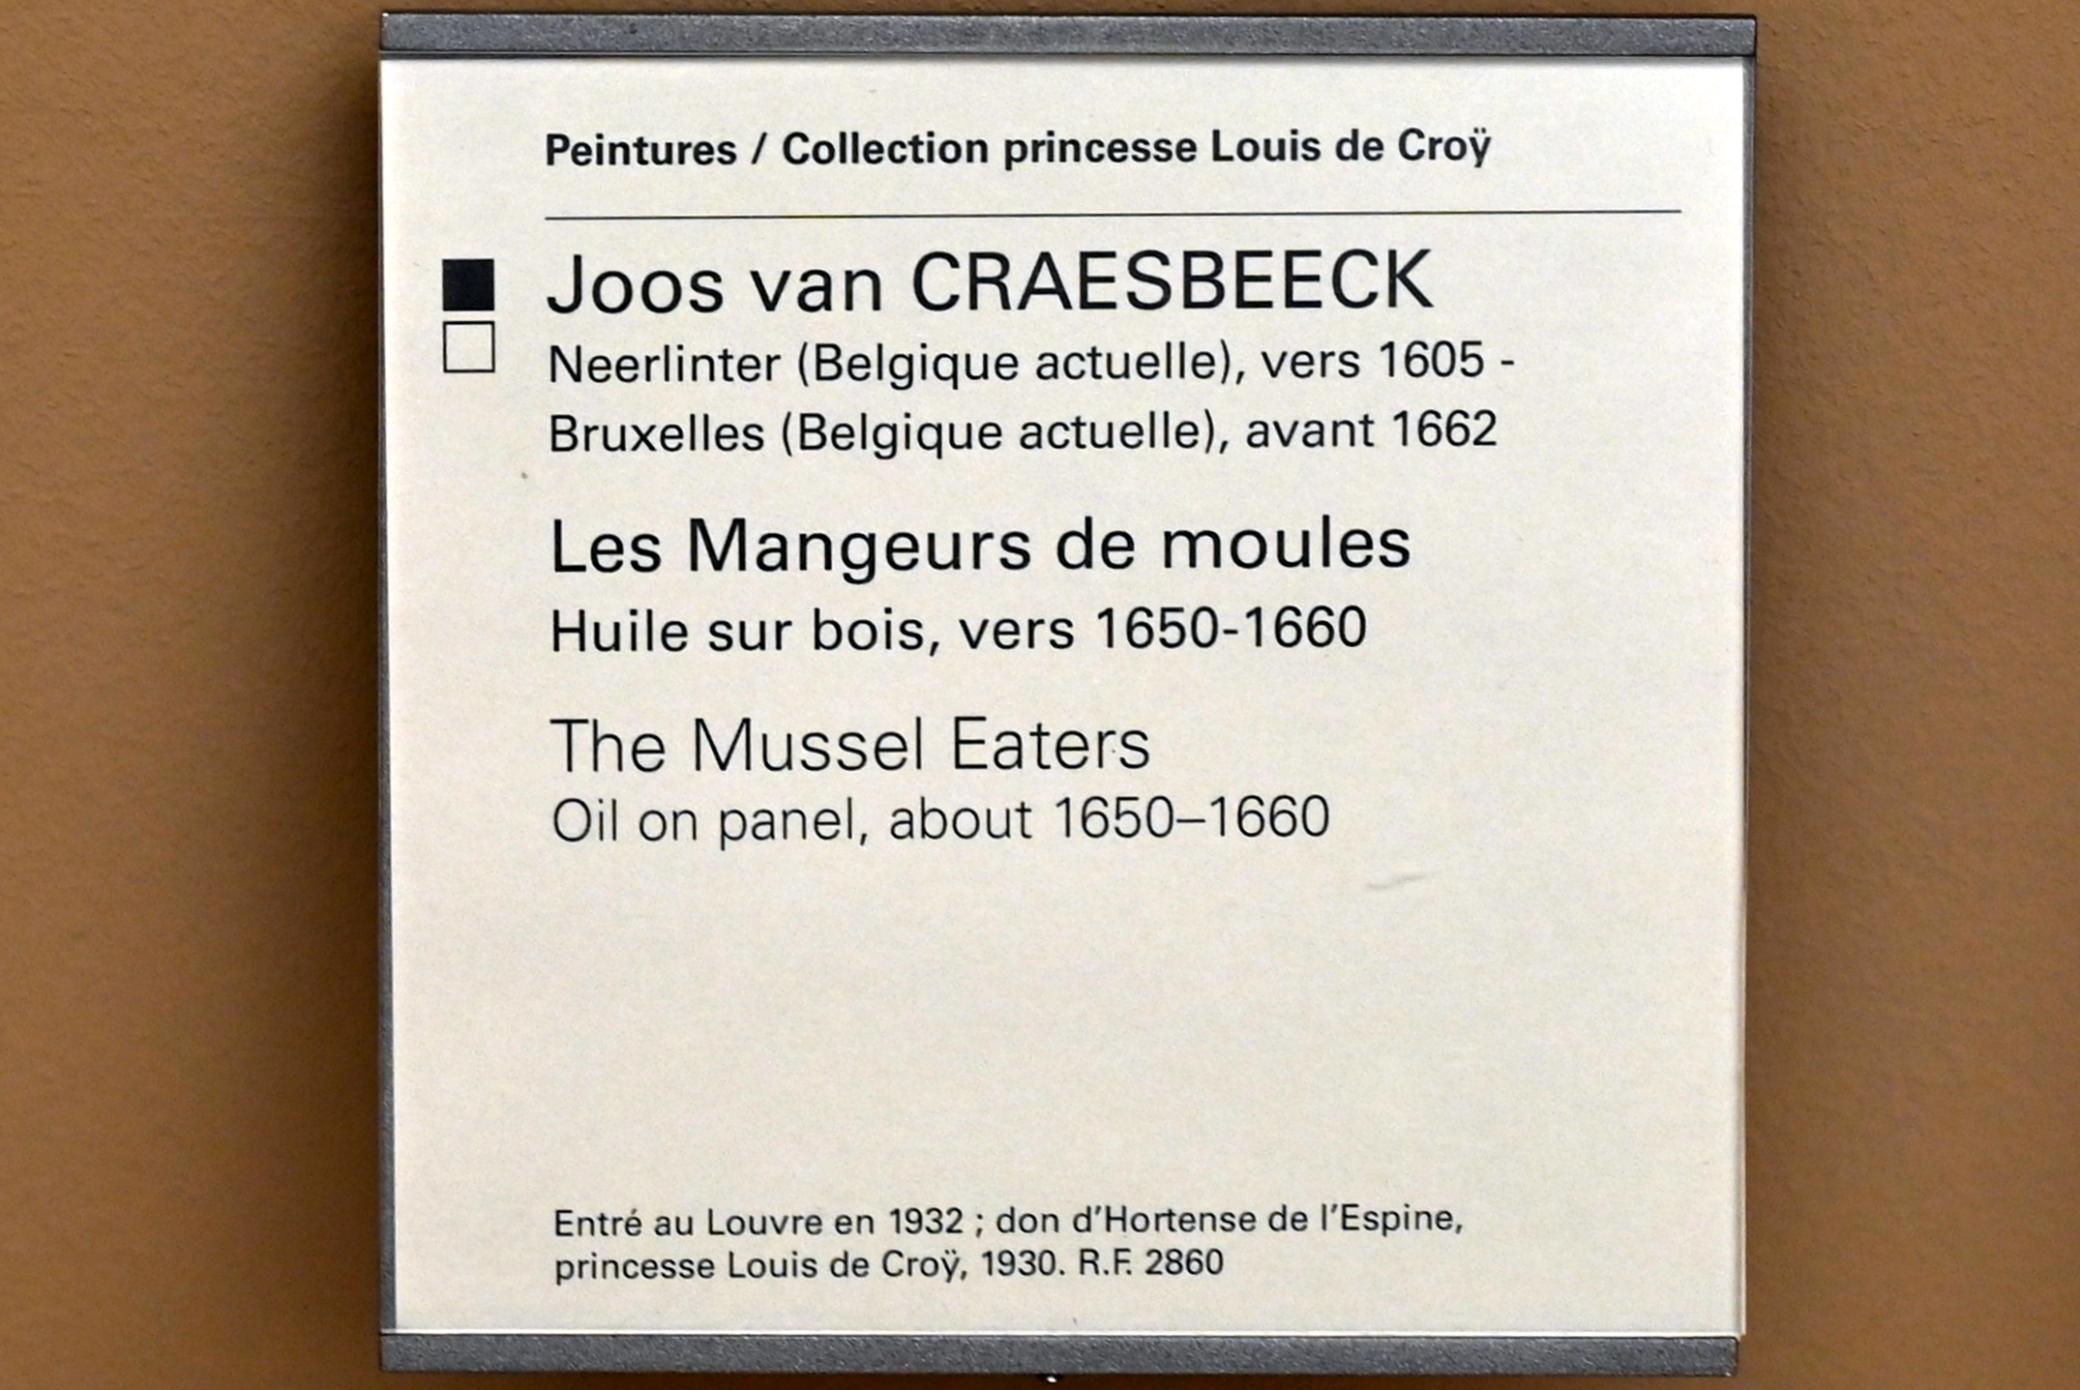 Peintures / Collection princesse Louis de Croÿ
Joos van CRAESBEECK
Neerlinter (Belgique actuelle), vers 1605 -
Bruxelles (Belgique actuelle), avant 1662
Les Mangeurs de moules
Huile sur bois, vers 1650-1660
The Mussel Eaters
Oil on panel, about 1650–1660
Entré au Louvre en 1932 ; don d’Hortense de l’Espine,
princesse Louis de Croÿ, 1930. R.F. 2860